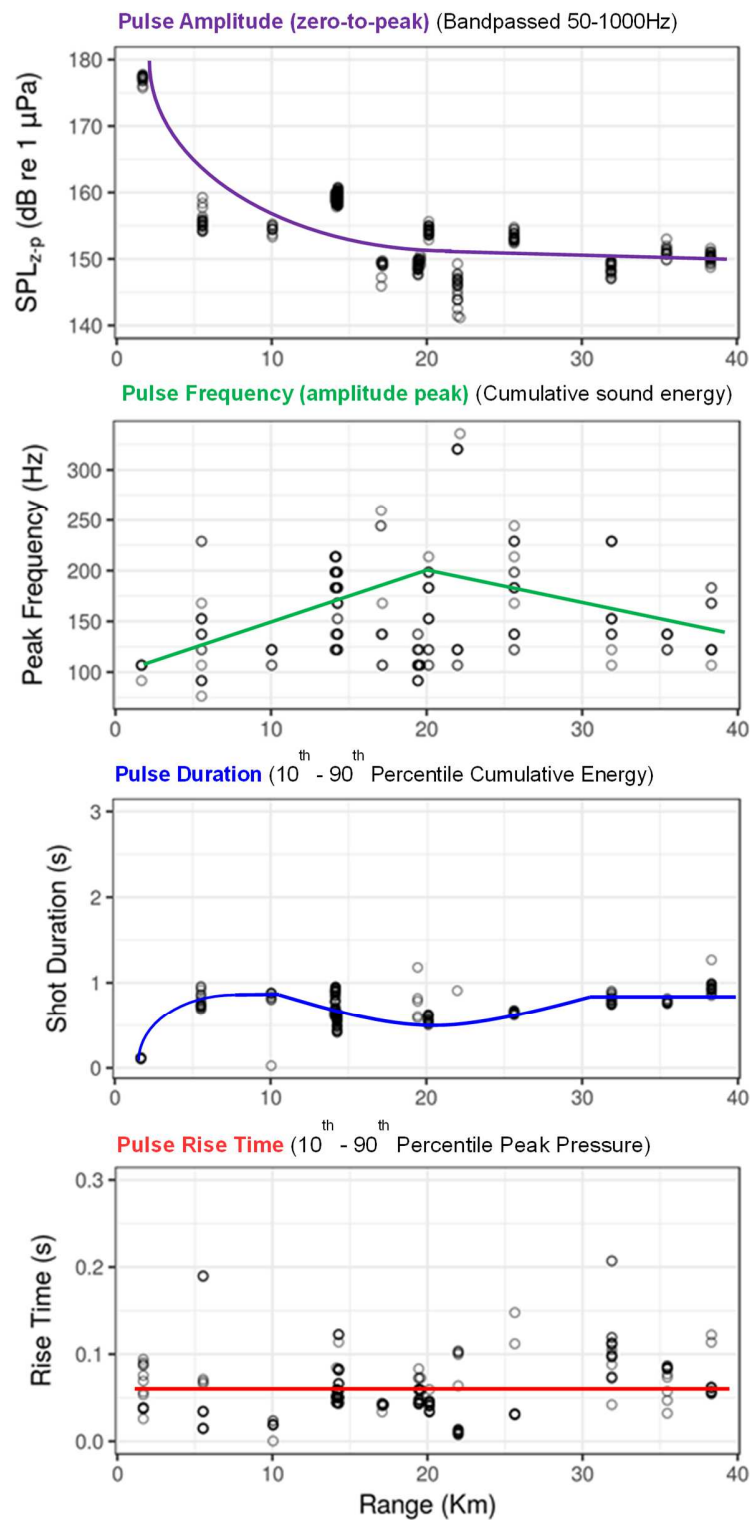 Pulse Amplitude (zero-to-peak) (Bandpassed 50-1000Hz)
SPLz-p (dB re 1 µPa)
180
170
160
150
140
0 10 20 30 40
Pulse Frequency (amplitude peak) (Cumulative sound energy)
Peak Frequency (Hz)
300
250
200
150
100
0 10 20 30 40
Pulse Duration (10th - 90th Percentile Cumulative Energy)
Shot Duration (s)
3
2
1
0
0 10 20 30 40
Pulse Rise Time (10th - 90th Percentile Peak Pressure)
Rise Time (s)
0.3
0.2
0.1
0.0
0 10 20 30 40
Range (Km)